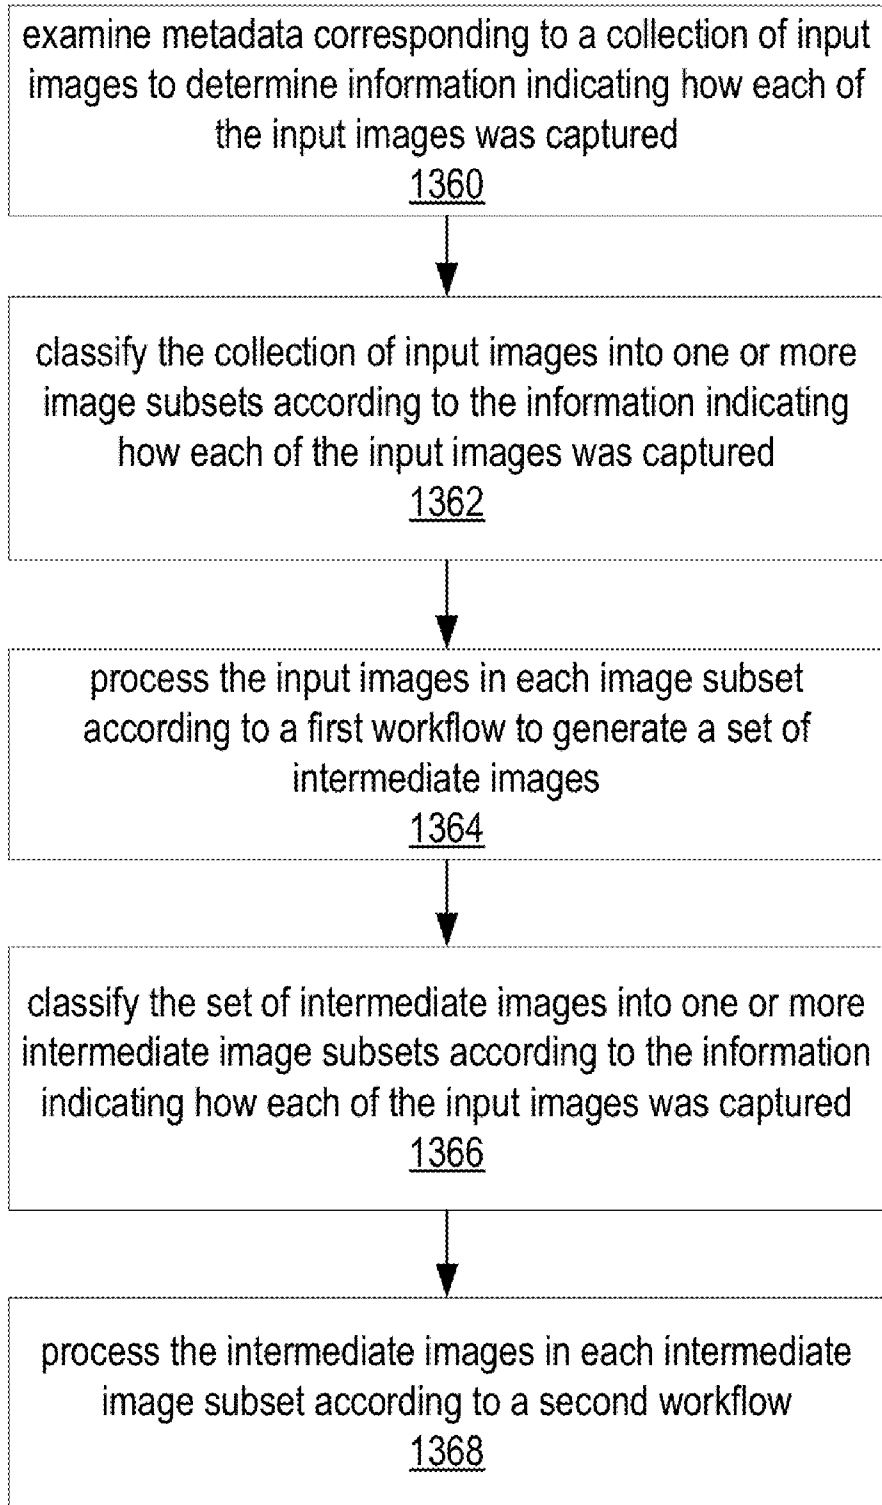 examine metadata corresponding to a collection of input
images to determine information indicating how each of
the input images was captured
1360
classify the collection of input images into one or more
image subsets according to the information indicating
how each of the input images was captured
1362
process the input images in each image subset
according to a first workflow to generate a set of
intermediate images
1364
classify the set of intermediate images into one or more
intermediate image subsets according to the information
indicating how each of the input images was captured
1366
process the intermediate images in each intermediate
image subset according to a second workflow
1368